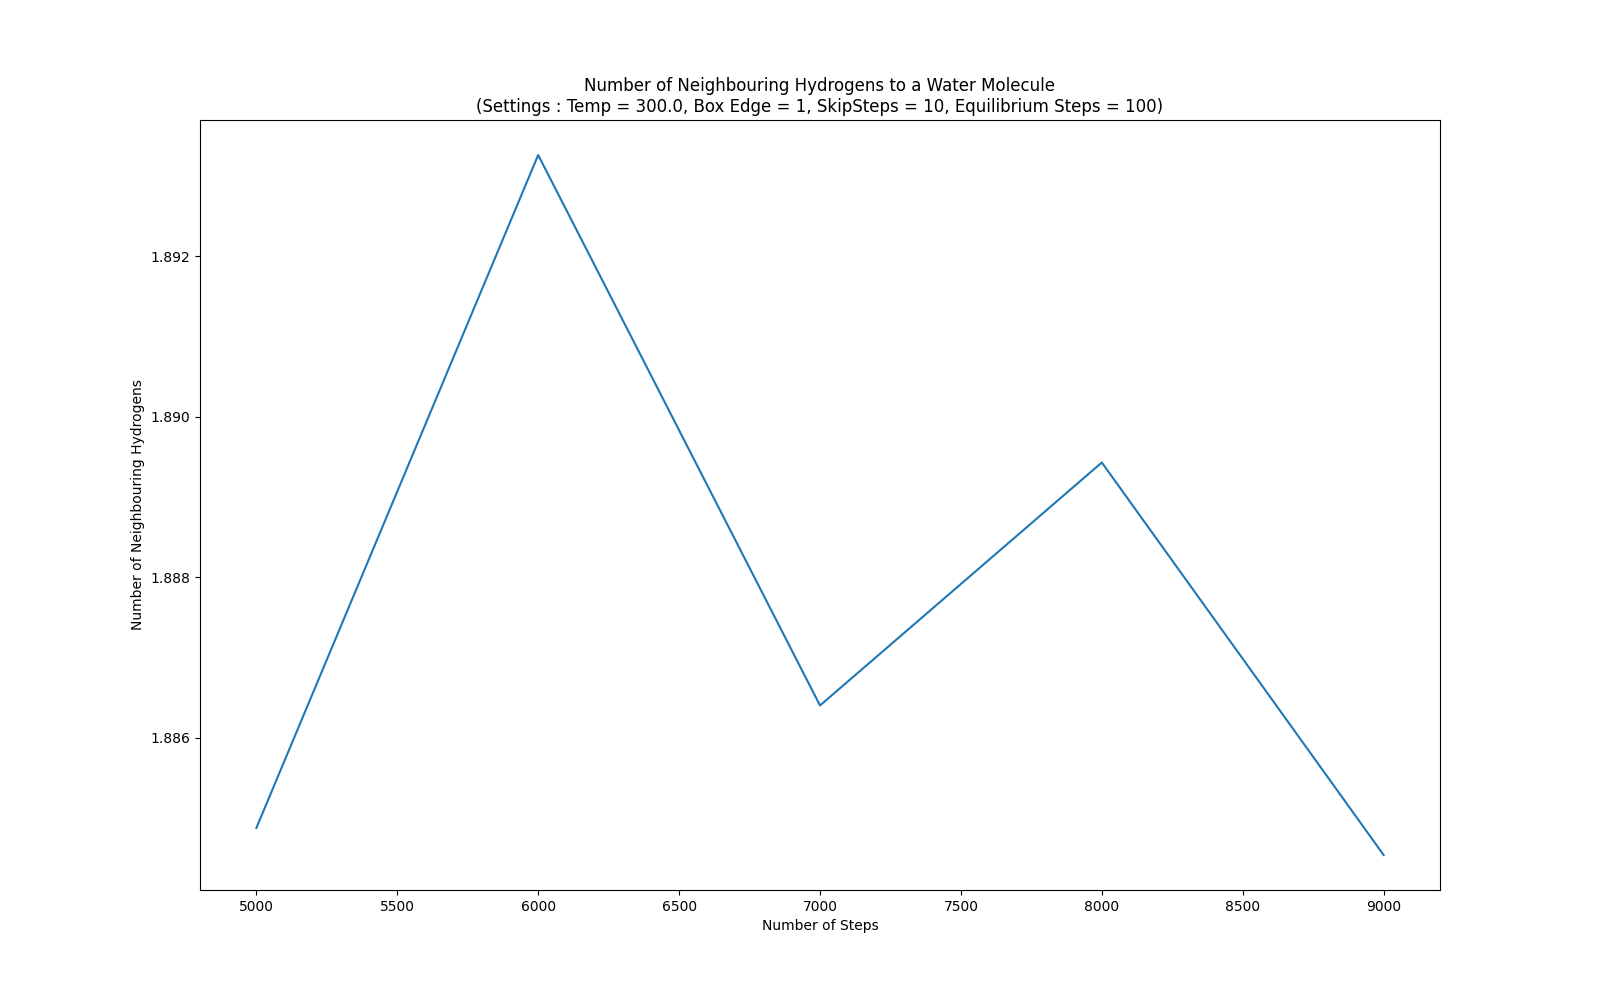 Number of Neighbouring Hydrogens to a Water Molecule
(Settings : Temp = 300.0, Box Edge = 1, SkipSteps = 10, Equilibrium Steps = 100)
1.892
1.890
1.888
1.886
Number of Neighbouring Hydrogens
5000 5500 6000 6500 7000 7500 8000 8500 9000
Number of Steps